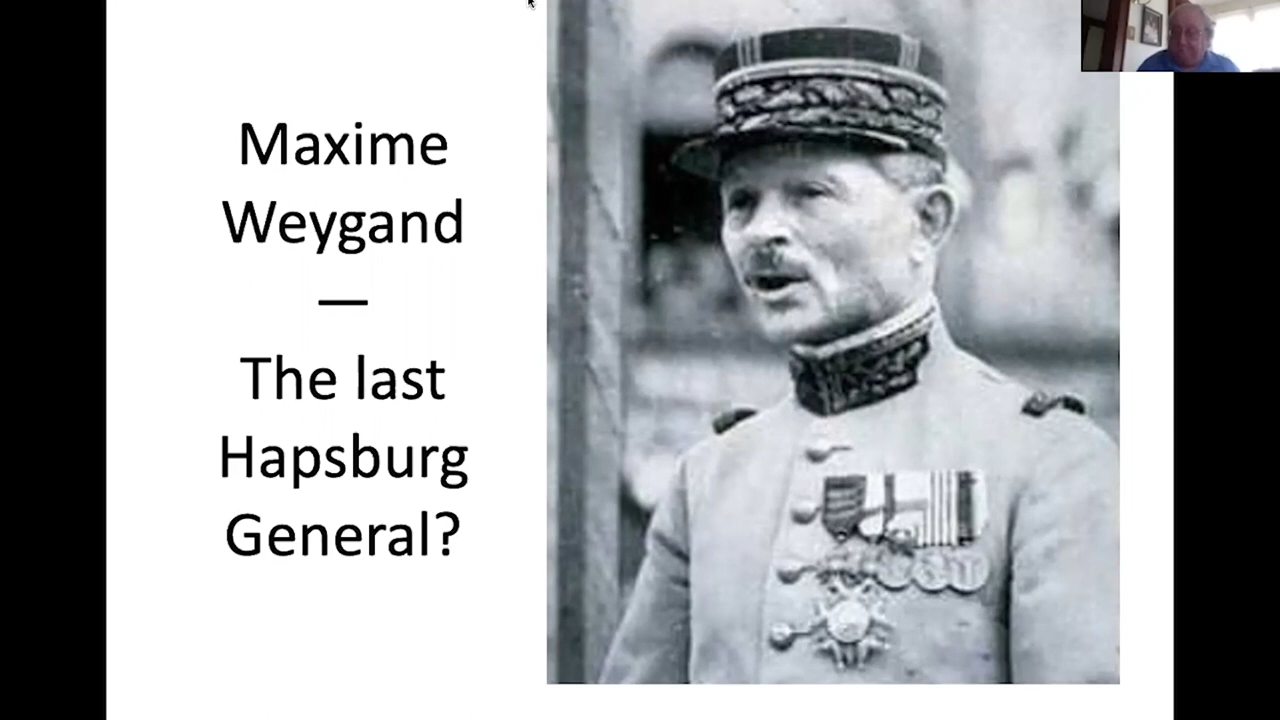 Maxime
Weygand
—
The last
Hapsburg
General?